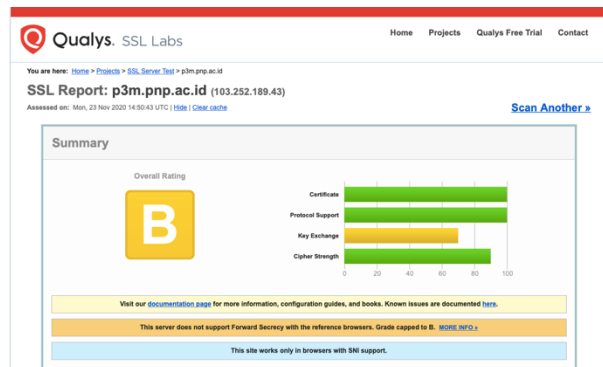 Qualys. SSL Labs
Home Projects Qualys Free Trial Contact
You are here: Home > Projects > SSL Server Test > p3m.pnp.ac.id
SSL Report: p3m.pnp.ac.id (103.252.189.43)
Assessed on: Mon, 23 Nov 2020 14:50:43 UTC | Hide | Clear cache
Scan Another »
Summary
Overall Rating
B
Certificate
Protocol Support
Key Exchange
Cipher Strength
0 20 40 60 80 100
Visit our documentation page for more information, configuration guides, and books. Known issues are documented here.
This server does not support Forward Secrecy with the reference browsers. Grade capped to B. MORE INFO »
This site works only in browsers with SNI support.